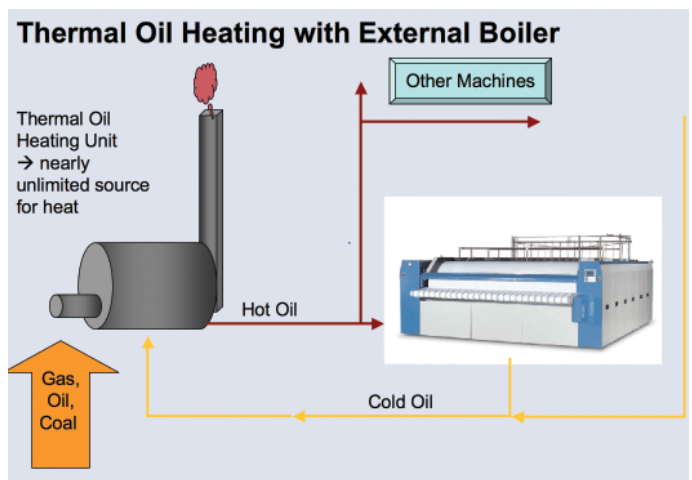 Thermal Oil Heating with External Boiler
Other Machines
Thermal Oil
Heating Unit
→ nearly
unlimited source
for heat
Hot Oil
Gas,
Oil,
Coal
Cold Oil